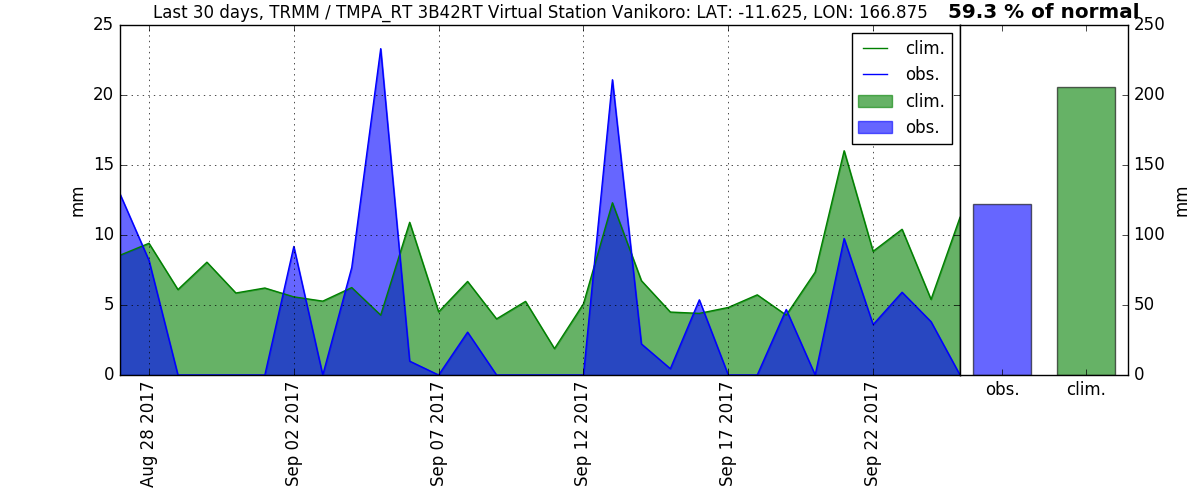 Last 30 days, TRMM / TMPA_RT 3B42RT Virtual Station Vanikoro: LAT: -11.625, LON: 166.875
59.3 % of normal
25
20
15
10
5
0
mm
clim.
obs.
clim.
obs.
Aug 28 2017
Sep 02 2017
Sep 07 2017
Sep 12 2017
Sep 17 2017
Sep 22 2017
250
200
150
100
50
0
mm
obs.
clim.